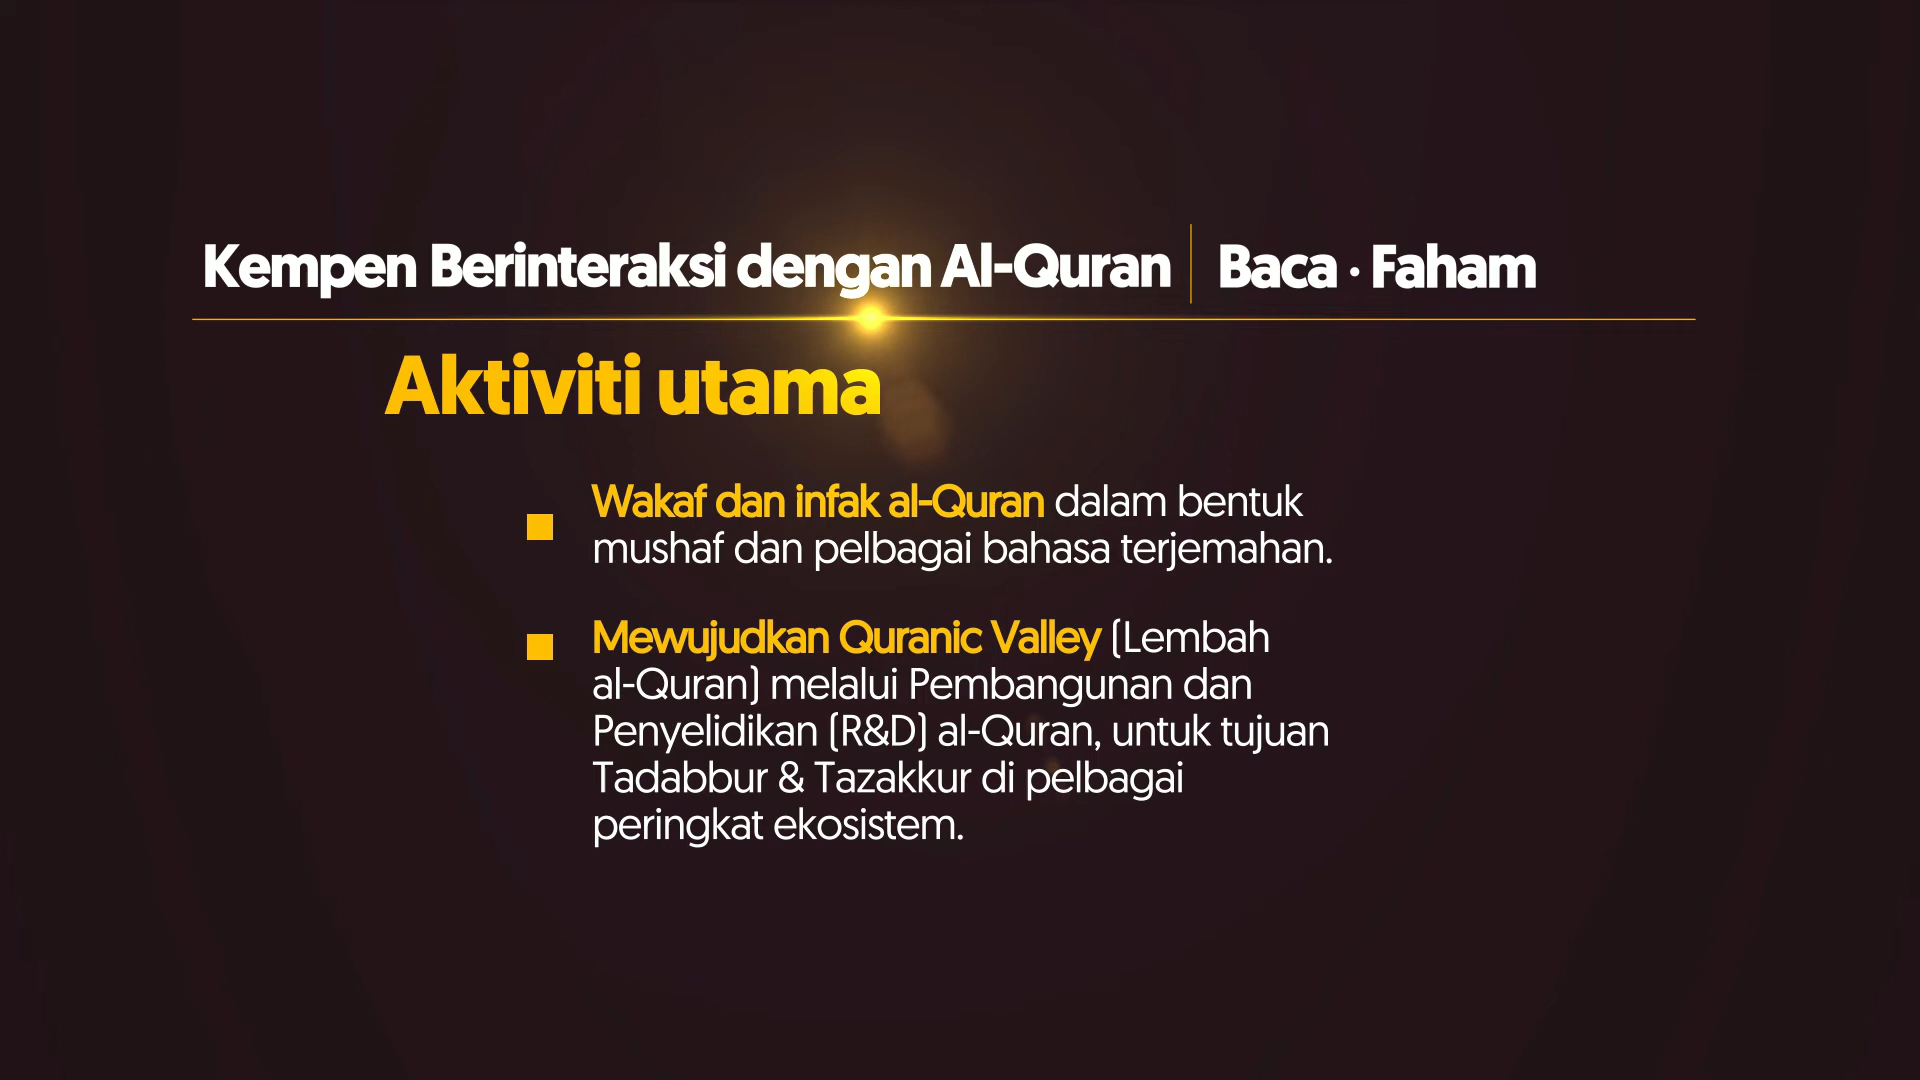 Kempen Berinteraksi dengan Al-Quran Baca · Faham
Aktiviti utama
Wakaf dan infak al-Quran dalam bentuk
mushaf dan pelbagai bahasa terjemahan.
Mewujudkan Quranic Valley (Lembah
al-Quran) melalui Pembangunan dan
Penyelidikan (R&D) al-Quran, untuk tujuan
Tadabbur & Tazakkur di pelbagai
peringkat ekosistem.